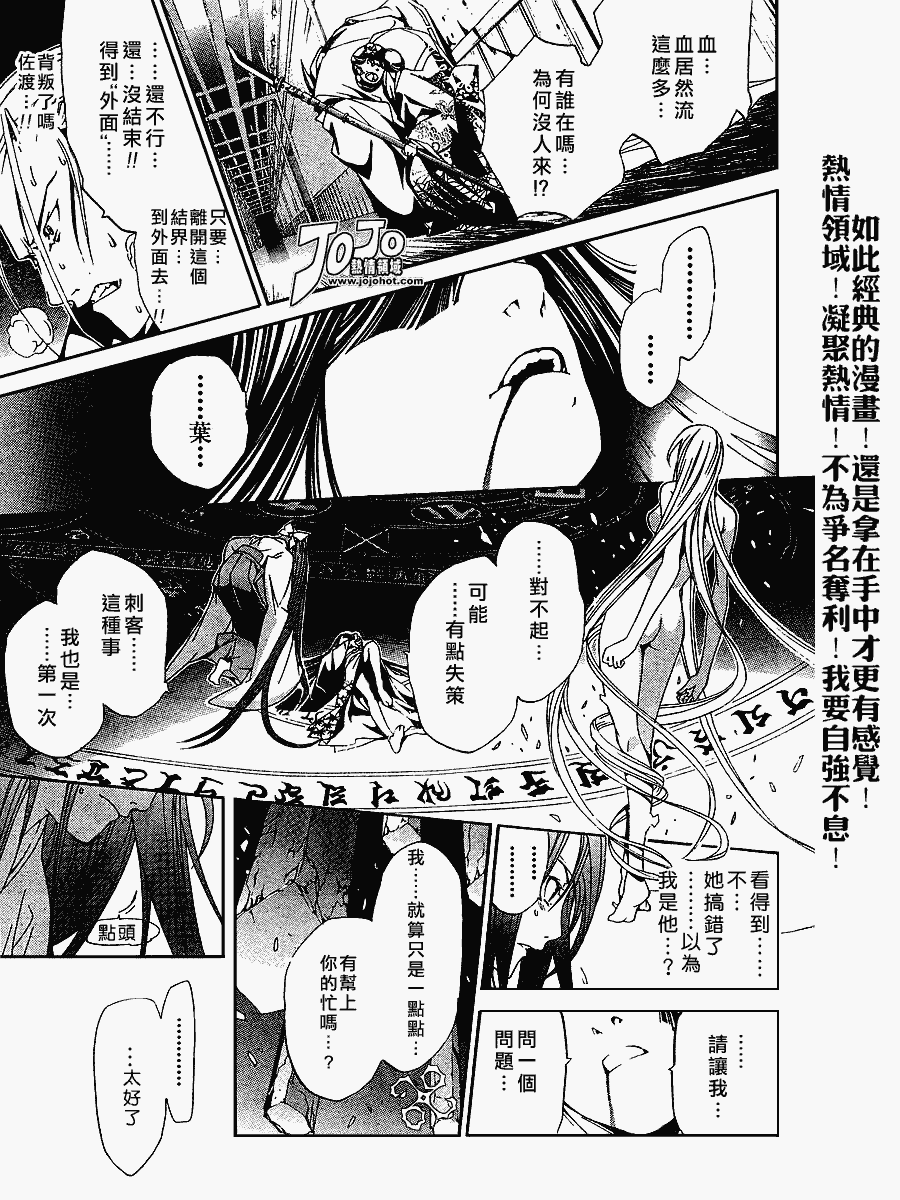 血…
血居然流
這麼多…
有誰在嗎…
為何沒人來!?
……還不行…
還…沒結束!!
得到“外面“……
背叛了嗎
佐渡…!!
只要…
離開這個
結界…
到外面去…!!
JOJO
熱情領域
www.jojohot.com
………
……葉…
……對不起…
可能
……有點失策
刺客……
這種事
我也是…
……第一次
看得到……
不…
她搞錯了
………以為
我是他…?
………
我……就算只是一點點…
有幫上
你的忙嗎…?
點頭
……
請讓我…
問一個
問題…
………
…太好了
如此經典的漫畫！還是拿在手中才更有感覺！
熱情領域！凝聚熱情！不為爭名奪利！我要自強不息！